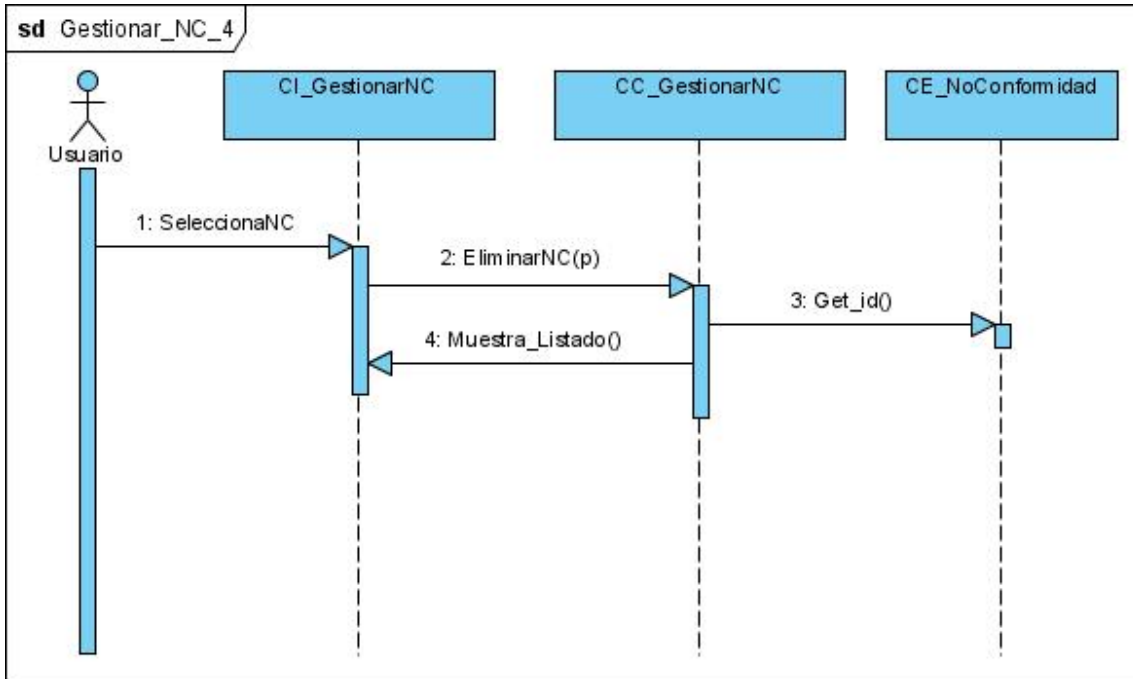 sd Gestionar_NC_4
CI_GestionarNC
CC_GestionarNC
CE_NoConformidad
Usuario
1: SeleccionaNC
2: EliminarNC(p)
3: Get_id()
4: Muestra_Listado()